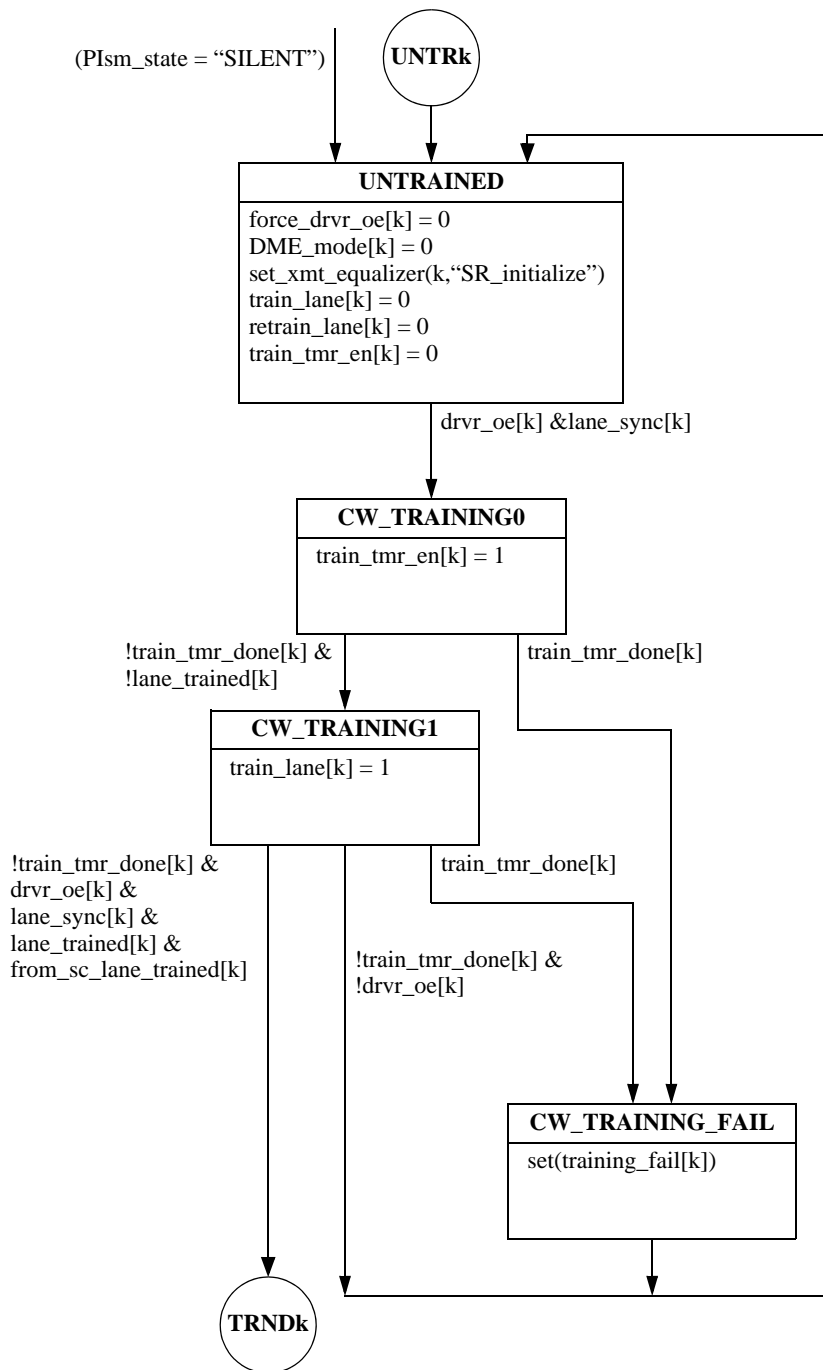 (PIsm_state = “SILENT”)
UNTRk
UNTRAINED
force_drvr_oe[k] = 0
DME_mode[k] = 0
set_xmt_equalizer(k,“SR_initialize”)
train_lane[k] = 0
retrain_lane[k] = 0
train_tmr_en[k] = 0
drvr_oe[k] &lane_sync[k]
CW_TRAINING0
train_tmr_en[k] = 1
!train_tmr_done[k] &
!lane_trained[k]
train_tmr_done[k]
CW_TRAINING1
train_lane[k] = 1
!train_tmr_done[k] &
drvr_oe[k] &
lane_sync[k] &
lane_trained[k] &
from_sc_lane_trained[k]
train_tmr_done[k]
!train_tmr_done[k] &
!drvr_oe[k]
CW_TRAINING_FAIL
set(training_fail[k])
TRNDk